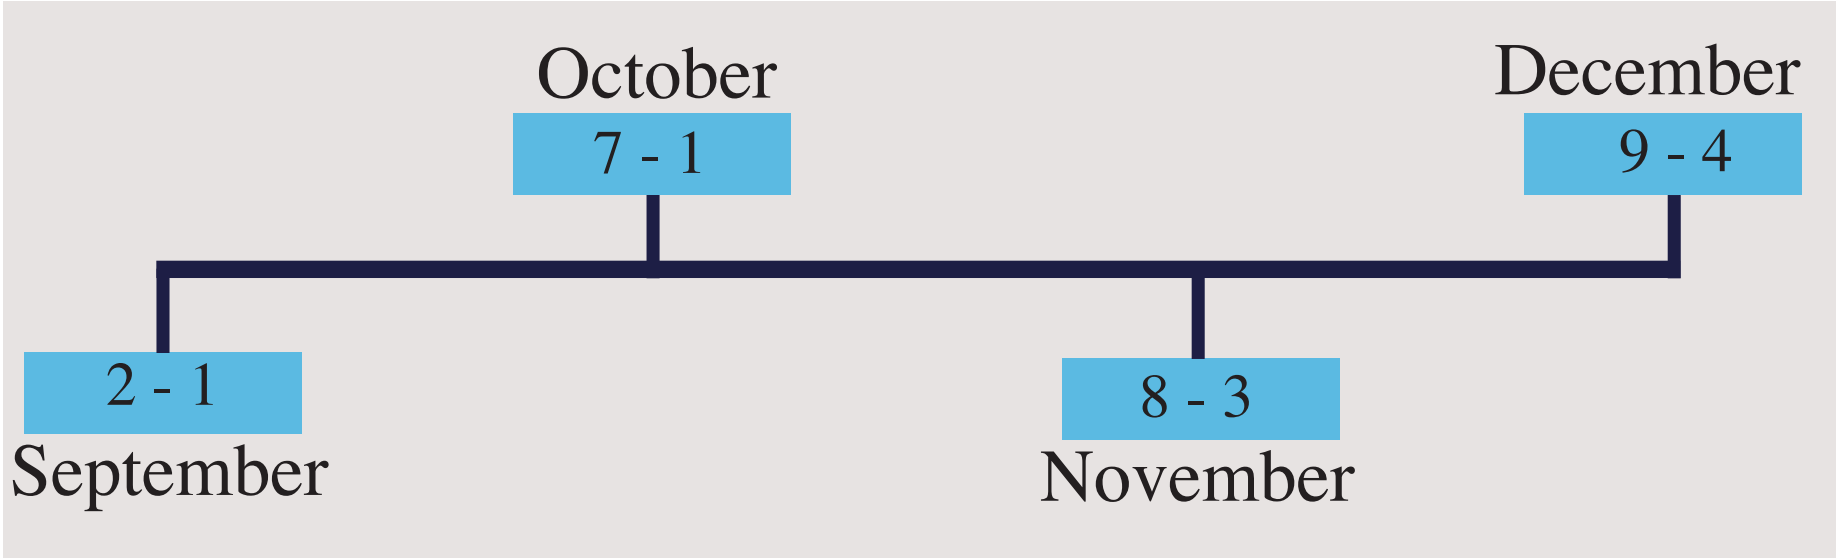 October
7 - 1
December
9 - 4
2 - 1
September
8 - 3
November